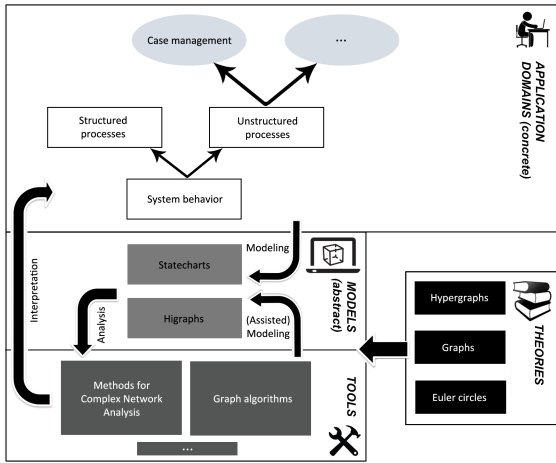 Case management
...
APPLICATION
DOMAINS (concrete)
Structured
processes
Unstructured
processes
System behavior
Interpretation
Modeling
Statecharts
MODELS
(abstract)
Analysis
Higraphs
(Assisted)
Modeling
Hypergraphs
Graphs
Euler circles
THEORIES
Methods for
Complex Network
Analysis
Graph algorithms
TOOLS
...